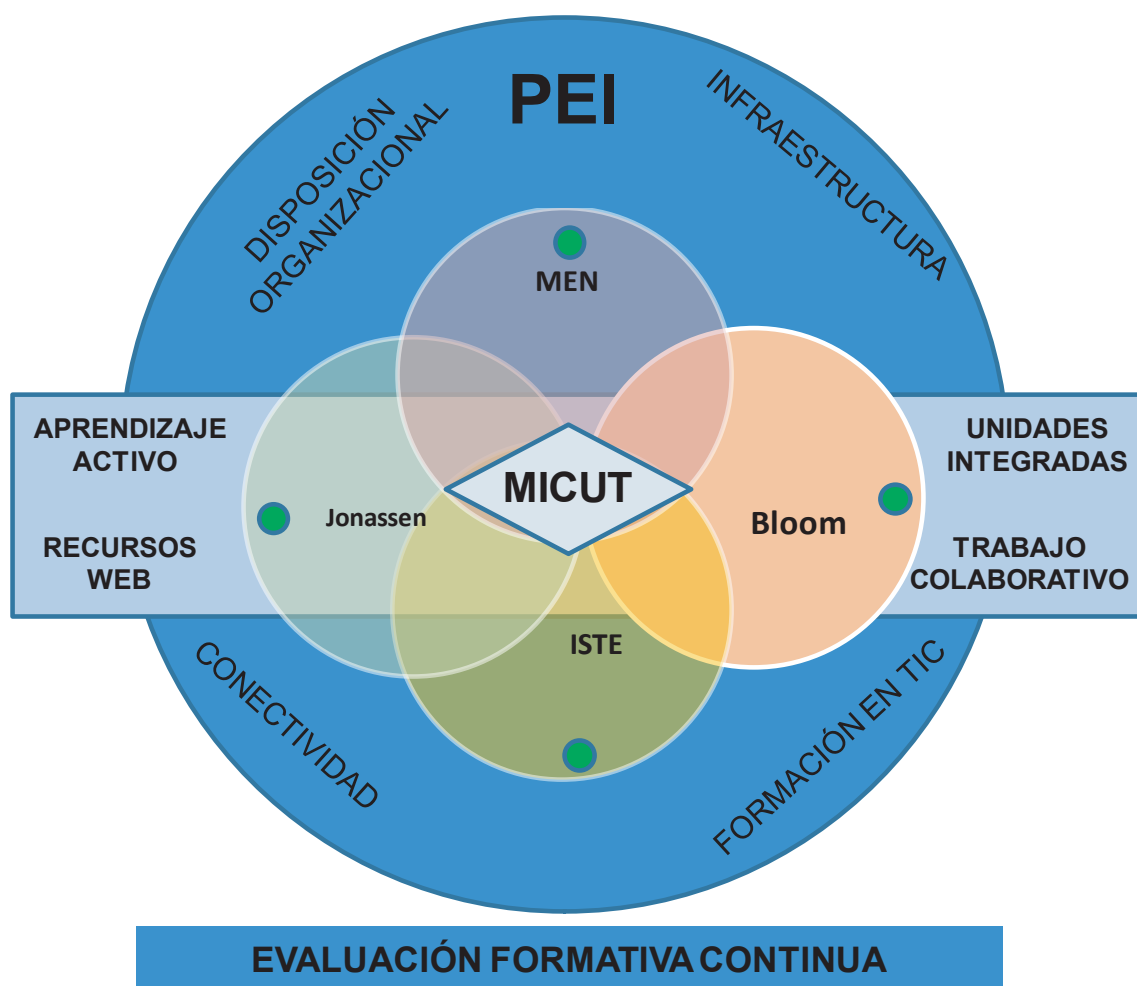 PEI
DISPOSICIÓN
ORGANIZACIONAL
INFRAESTRUCTURA
MEN
APRENDIZAJE
ACTIVO
RECURSOS
WEB
Jonassen
MICUT
Bloom
UNIDADES
INTEGRADAS
TRABAJO
COLABORATIVO
ISTE
CONECTIVIDAD
FORMACIÓN EN TIC
EVALUACIÓN FORMATIVA CONTINUA